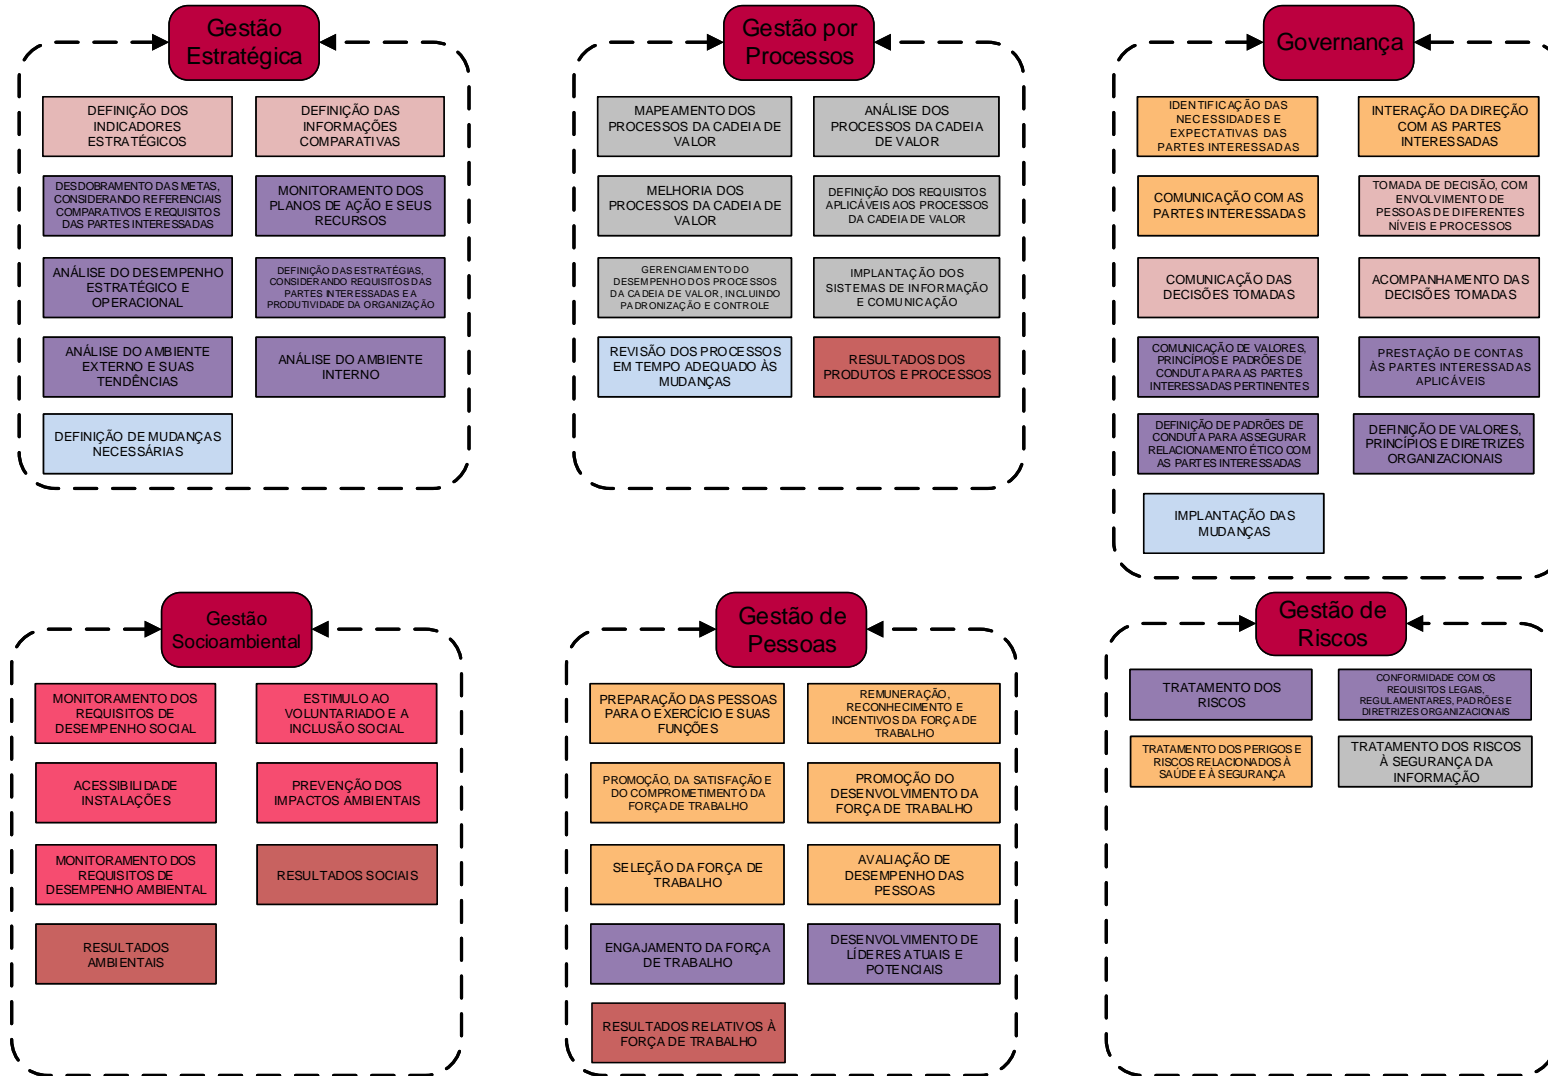 Gestão
Estratégica
DEFINIÇÃO DOS
INDICADORES
ESTRATÉGICOS
DEFINIÇÃO DAS
INFORMAÇÕES
COMPARATIVAS
DESDOBRAMENTO DAS METAS,
CONSIDERANDO REFERENCIAIS
COMPARATIVOS E REQUISITOS
DAS PARTES INTERESSADAS
MONITORAMENTO DOS
PLANOS DE AÇÃO E SEUS
RECURSOS
ANÁLISE DO DESEMPENHO
ESTRATÉGICO E
OPERACIONAL
DEFINIÇÃO DAS ESTRATÉGIAS,
CONSIDERANDO REQUISITOS DAS
PARTES INTERESSADAS E A
PRODUTIVIDADE DA ORGANIZAÇÃO
ANÁLISE DO AMBIENTE
EXTERNO E SUAS
TENDÊNCIAS
ANÁLISE DO AMBIENTE
INTERNO
DEFINIÇÃO DE MUDANÇAS
NECESSÁRIAS
Gestão por
Processos
MAPEAMENTO DOS
PROCESSOS DA CADEIA DE
VALOR
ANÁLISE DOS
PROCESSOS DA CADEIA
DE VALOR
MELHORIA DOS
PROCESSOS DA CADEIA DE
VALOR
DEFINIÇÃO DOS REQUISITOS
APLICÁVEIS AOS PROCESSOS
DA CADEIA DE VALOR
GERENCIAMENTO DO
DESEMPENHO DOS PROCESSOS
DA CADEIA DE VALOR, INCLUINDO
PADRONIZAÇÃO E CONTROLE
IMPLANTAÇÃO DOS
SISTEMAS DE INFORMAÇÃO
E COMUNICAÇÃO
REVISÃO DOS PROCESSOS
EM TEMPO ADEQUADO ÀS
MUDANÇAS
RESULTADOS DOS
PRODUTOS E PROCESSOS
Governança
IDENTIFICAÇÃO DAS
NECESSIDADES E
EXPECTATIVAS DAS
PARTES INTERESSADAS
INTERAÇÃO DA DIREÇÃO
COM AS PARTES
INTERESSADAS
COMUNICAÇÃO COM AS
PARTES INTERESSADAS
TOMADA DE DECISÃO, COM
ENVOLVIMENTO DE
PESSOAS DE DIFERENTES
NÍVEIS E PROCESSOS
COMUNICAÇÃO DAS
DECISÕES TOMADAS
ACOMPANHAMENTO DAS
DECISÕES TOMADAS
COMUNICAÇÃO DE VALORES,
PRINCÍPIOS E PADRÕES DE
CONDUTA PARA AS PARTES
INTERESSADAS PERTINENTES
PRESTAÇÃO DE CONTAS
ÀS PARTES INTERESSADAS
APLICÁVEIS
DEFINIÇÃO DE PADRÕES DE
CONDUTA PARA ASSEGURAR
RELACIONAMENTO ÉTICO COM
AS PARTES INTERESSADAS
DEFINIÇÃO DE VALORES,
PRINCÍPIOS E DIRETRIZES
ORGANIZACIONAIS
IMPLANTAÇÃO DAS
MUDANÇAS
Gestão
Socioambiental
MONITORAMENTO DOS
REQUISITOS DE
DESEMPENHO SOCIAL
ESTIMULO AO
VOLUNTARIADO E A
INCLUSÃO SOCIAL
ACESSIBILIDADE
INSTALAÇÕES
PREVENÇÃO DOS
IMPACTOS AMBIENTAIS
MONITORAMENTO DOS
REQUISITOS DE
DESEMPENHO AMBIENTAL
RESULTADOS SOCIAIS
RESULTADOS
AMBIENTAIS
Gestão de
Pessoas
PREPARAÇÃO DAS PESSOAS
PARA O EXERCÍCIO E SUAS
FUNÇÕES
REMUNERAÇÃO,
RECONHECIMENTO E
INCENTIVOS DA FORÇA DE
TRABALHO
PROMOÇÃO, DA SATISFAÇÃO E
DO COMPROMETIMENTO DA
FORÇA DE TRABALHO
PROMOÇÃO DO
DESENVOLVIMENTO DA
FORÇA DE TRABALHO
SELEÇÃO DA FORÇA DE
TRABALHO
AVALIAÇÃO DE
DESEMPENHO DAS
PESSOAS
ENGAJAMENTO DA FORÇA
DE TRABALHO
DESENVOLVIMENTO DE
LÍDERES ATUAIS E
POTENCIAIS
RESULTADOS RELATIVOS À
FORÇA DE TRABALHO
Gestão de
Riscos
TRATAMENTO DOS
RISCOS
CONFORMIDADE COM OS
REQUISITOS LEGAIS,
REGULAMENTARES, PADRÕES E
DIRETRIZES ORGANIZACIONAIS
TRATAMENTO DOS PERIGOS E
RISCOS RELACIONADOS À
SAÚDE E À SEGURANÇA
TRATAMENTO DOS RISCOS
À SEGURANÇA DA
INFORMAÇÃO